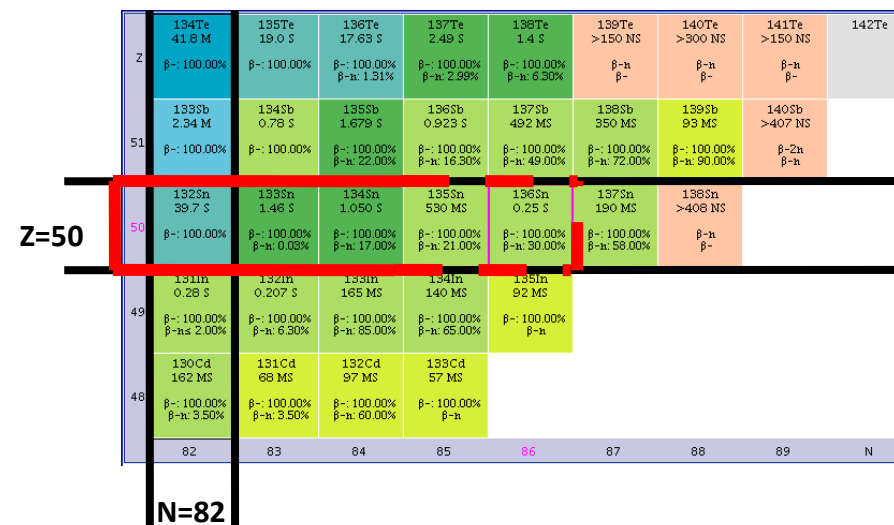 134Te 135Te 136Te 137Te 138Te 139Te 140Te 141Te 142Te
41.8 M 19.0 S 17.63 S 2.49 S 1.4 S >150 NS >300 NS >150 NS
Z
β-: 100.00% β-: 100.00% β-: 100.00% β-: 100.00% β-: 100.00% β-n β-n β-n
β-n: 1.31% β-n: 2.99% β-n: 6.30% β- β- β-
133Sb 134Sb 135Sb 136Sb 137Sb 138Sb 139Sb 140Sb
2.34 M 0.78 S 1.679 S 0.923 S 492 MS 350 MS 93 MS >407 NS
51
β-: 100.00% β-: 100.00% β-: 100.00% β-: 100.00% β-: 100.00% β-: 100.00% β-: 100.00% β-2n
β-n: 22.00% β-n: 16.30% β-n: 49.00% β-n: 72.00% β-n: 90.00% β-n
132Sn 133Sn 134Sn 135Sn 136Sn 137Sn 138Sn
39.7 S 1.46 S 1.050 S 530 MS 0.25 S 190 MS >408 NS
Z=50
50
β-: 100.00% β-: 100.00% β-: 100.00% β-: 100.00% β-: 100.00% β-: 100.00% β-n
β-n: 0.03% β-n: 17.00% β-n: 21.00% β-n: 30.00% β-n: 58.00% β-
131In 132In 133In 134In 135In
0.28 S 0.207 S 165 MS 140 MS 92 MS
49
β-: 100.00% β-: 100.00% β-: 100.00% β-: 100.00% β-: 100.00%
β-n≤ 2.00% β-n: 6.30% β-n: 85.00% β-n: 65.00% β-n
130Cd 131Cd 132Cd 133Cd
162 MS 68 MS 97 MS 57 MS
48
β-: 100.00% β-: 100.00% β-: 100.00% β-: 100.00%
β-n: 3.50% β-n: 3.50% β-n: 60.00% β-n
82 83 84 85 86 87 88 89 N
N=82